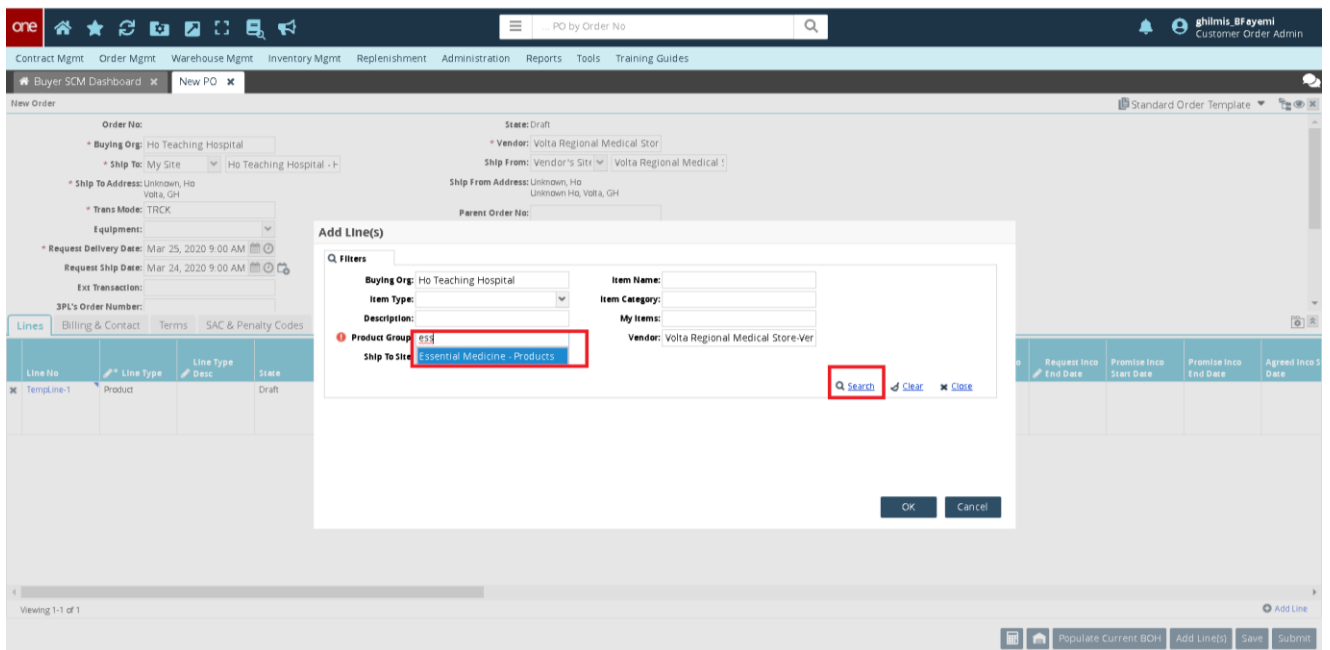 one
... PO by Order No
ghilmis_BFayemi
Customer Order Admin
Contract Mgmt Order Mgmt Warehouse Mgmt Inventory Mgmt Replenishment Administration Reports Tools Training Guides
Buyer SCM Dashboard
New PO
New Order
Standard Order Template
Order No:
State: Draft
* Buying Org: Ho Teaching Hospital
* Vendor: Volta Regional Medical Stor
* Ship To: My Site Ho Teaching Hospital - H
Ship From: Vendor's Site Volta Regional Medical
* Ship To Address: Unknown, Ho
Volta, GH
Ship From Address: Unknown, Ho
Unknown Ho, Volta, GH
* Trans Mode: TRCK
Parent Order No:
Equipment:
* Request Delivery Date: Mar 25, 2020 9:00 AM
Request Ship Date: Mar 24, 2020 9:00 AM
Ext Transaction:
3PL's Order Number:
Add Line(s)
Filters
Buying Org: Ho Teaching Hospital
Item Name:
Item Type:
Item Category:
Description:
My Items:
Product Group ess
Vendor: Volta Regional Medical Store-Ver
Ship To Site Essential Medicine - Products
Search Clear Close
OK Cancel
Lines Billing & Contact Terms SAC & Penalty Codes
Line No * Line Type Line Type Desc State Request Inco End Date Promise Inco Start Date Promise Inco End Date Agreed Inco S Date
TempLine-1 Product Draft
Viewing 1-1 of 1
Add Line
Populate Current BOH Add Line(s) Save Submit